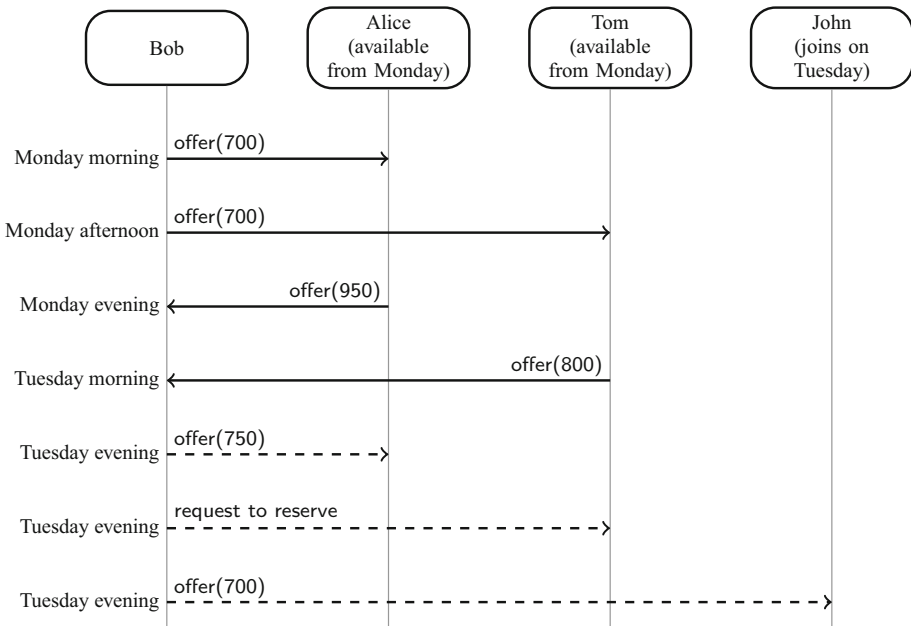 Bob
Alice
(available
from Monday)
Tom
(available
from Monday)
John
(joins on
Tuesday)
Monday morning
offer(700)
Monday afternoon
offer(700)
Monday evening
offer(950)
Tuesday morning
offer(800)
Tuesday evening
offer(750)
Tuesday evening
request to reserve
Tuesday evening
offer(700)